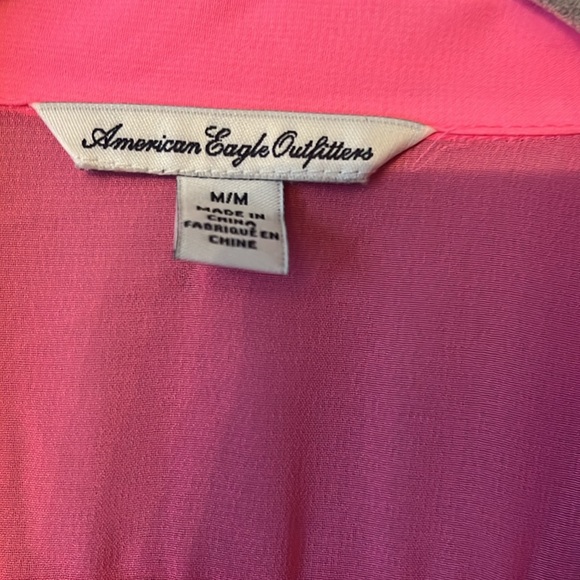 American Eagle Outfitters
M/M
MADE IN
CHINA
FABRIQUÉ EN
CHINE